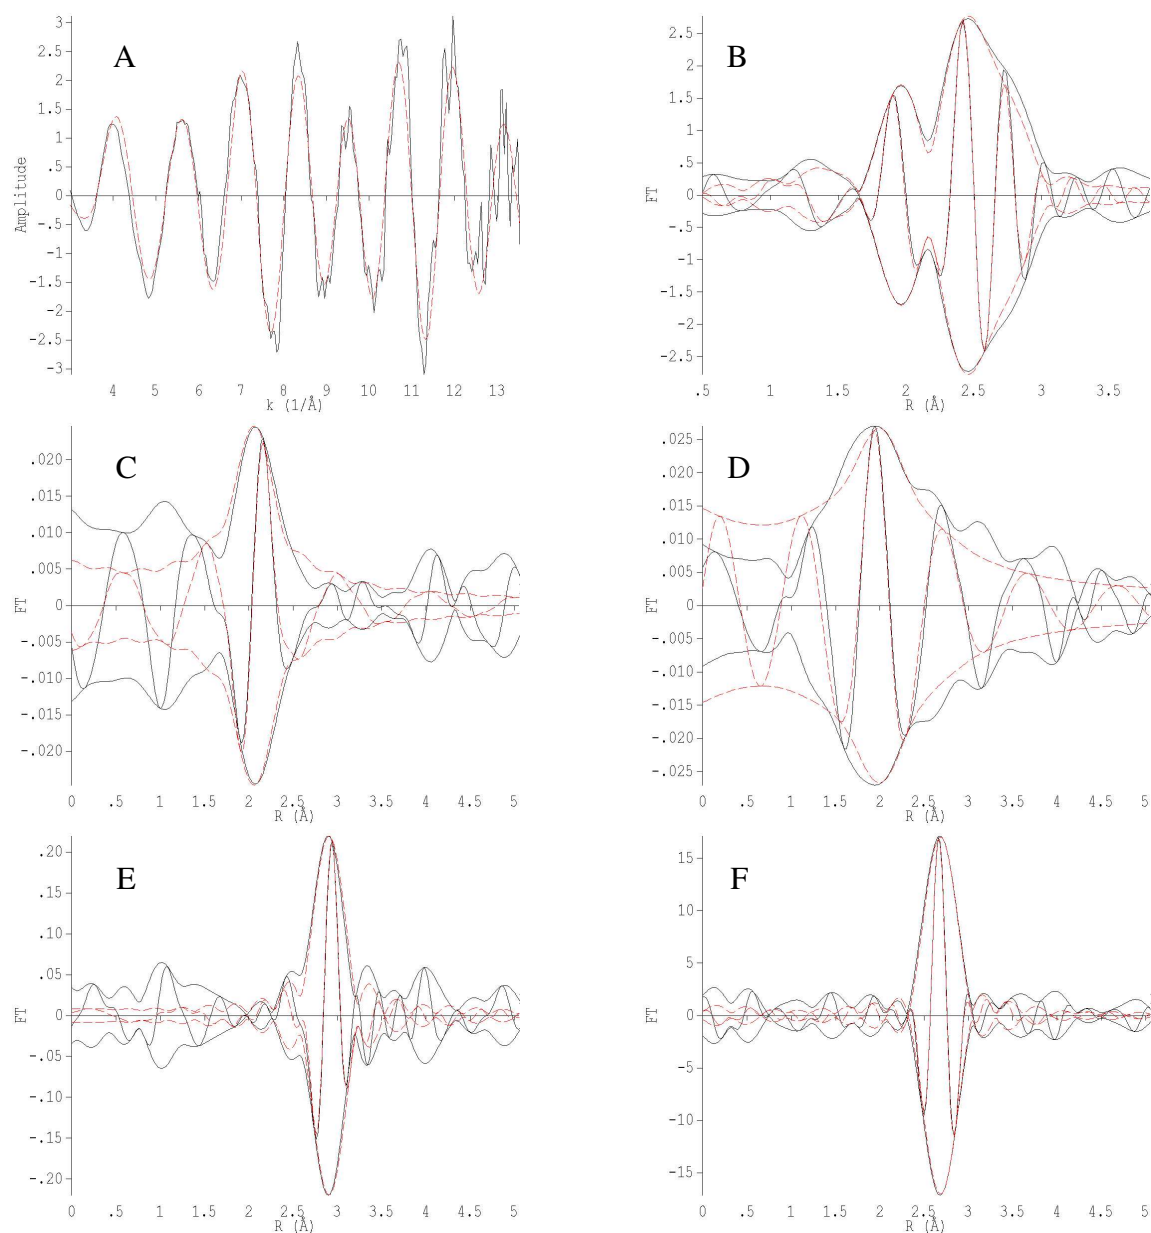 A
3
2.5
2
1.5
1
.5
0
-.5
-1
-1.5
-2
-2.5
-3
Amplitude
4 5 6 7 8 9 10 11 12 13
k (1/Å)
B
2.5
2
1.5
1
.5
0
-.5
-1
-1.5
-2
-2.5
FT
.5 1 1.5 2 2.5 3 3.5
R (Å)
C
.020
.015
.010
.005
0
-.005
-.010
-.015
-.020
FT
0 .5 1 1.5 2 2.5 3 3.5 4 4.5 5
R (Å)
D
.025
.020
.015
.010
.005
0
-.005
-.010
-.015
-.020
-.025
FT
0 .5 1 1.5 2 2.5 3 3.5 4 4.5 5
R (Å)
E
.20
.15
.10
.05
0
-.05
-.10
-.15
-.20
FT
0 .5 1 1.5 2 2.5 3 3.5 4 4.5 5
R (Å)
F
15
10
5
0
-5
-10
-15
FT
0 .5 1 1.5 2 2.5 3 3.5 4 4.5 5
R (Å)